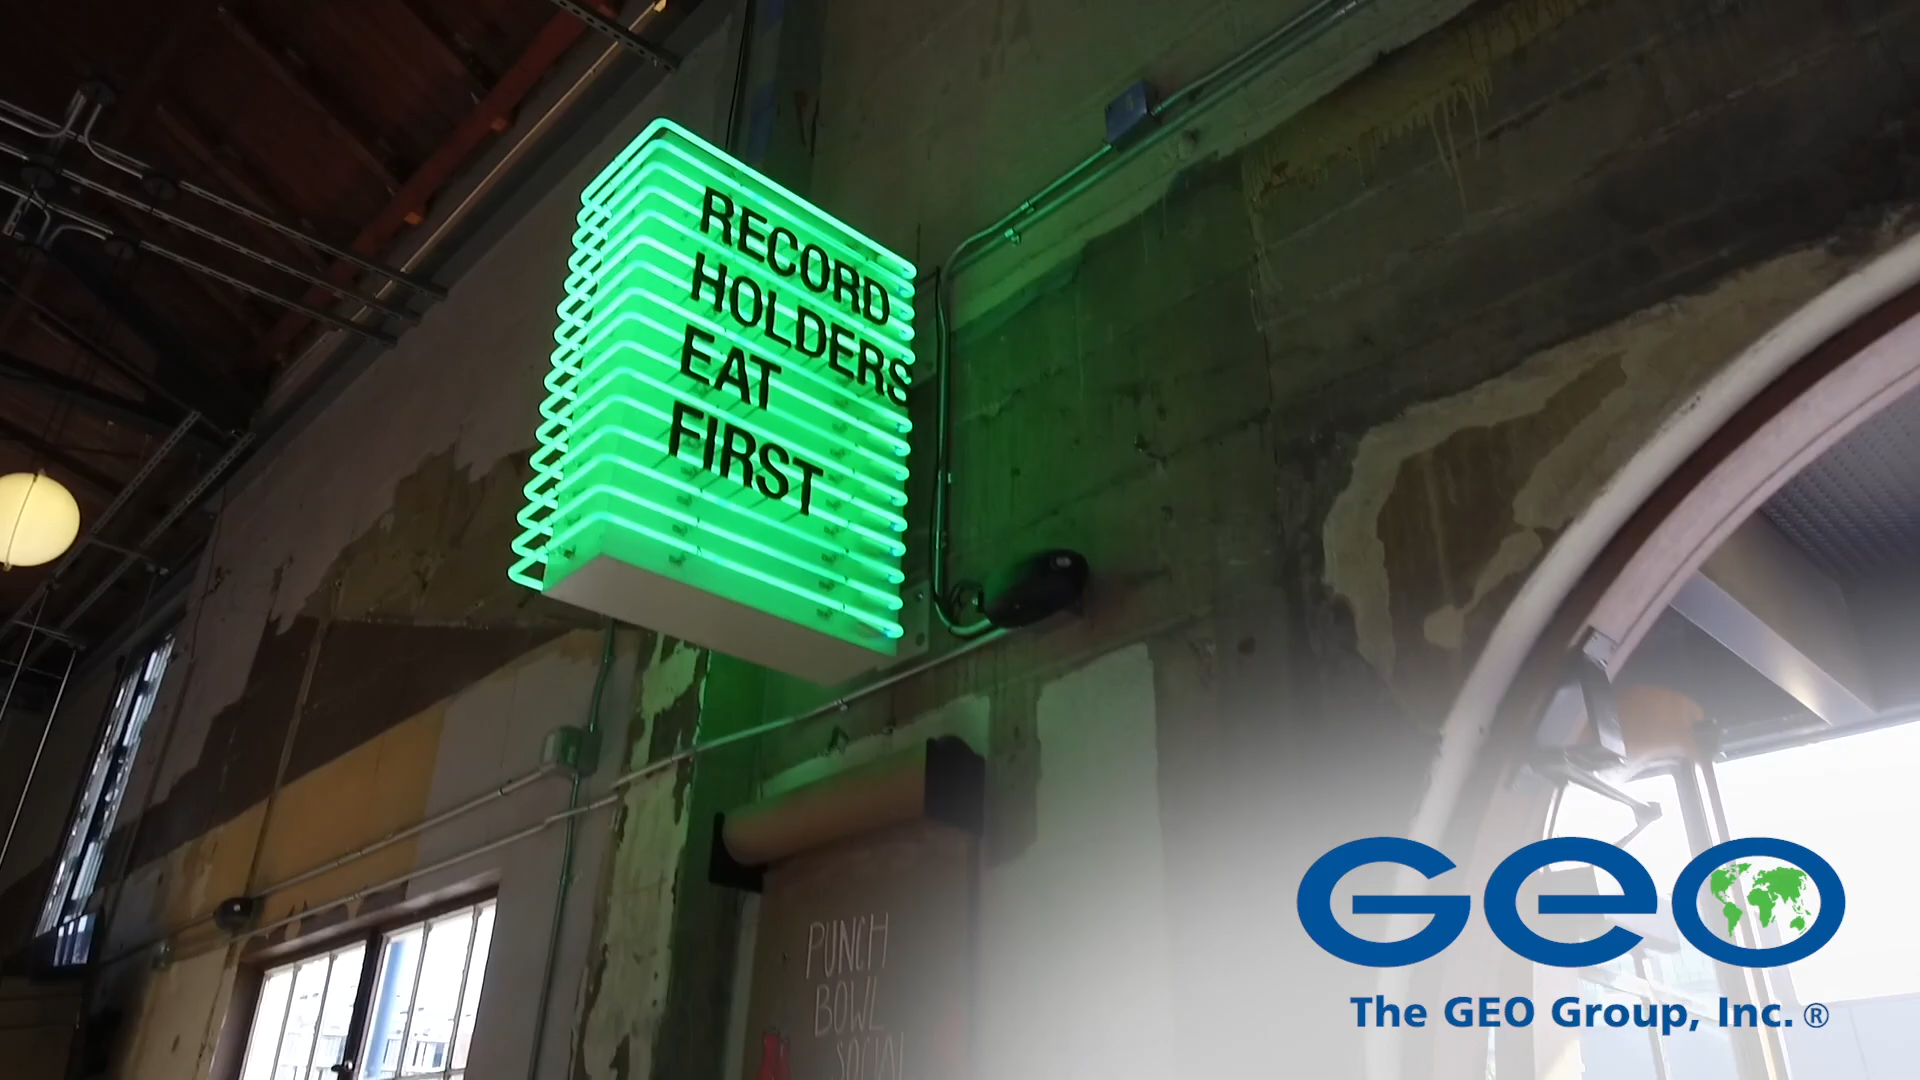 RECORD
HOLDERS
EAT
FIRST
PUNCH
BOWL
SOCIAL
GEO
The GEO Group, Inc. ®